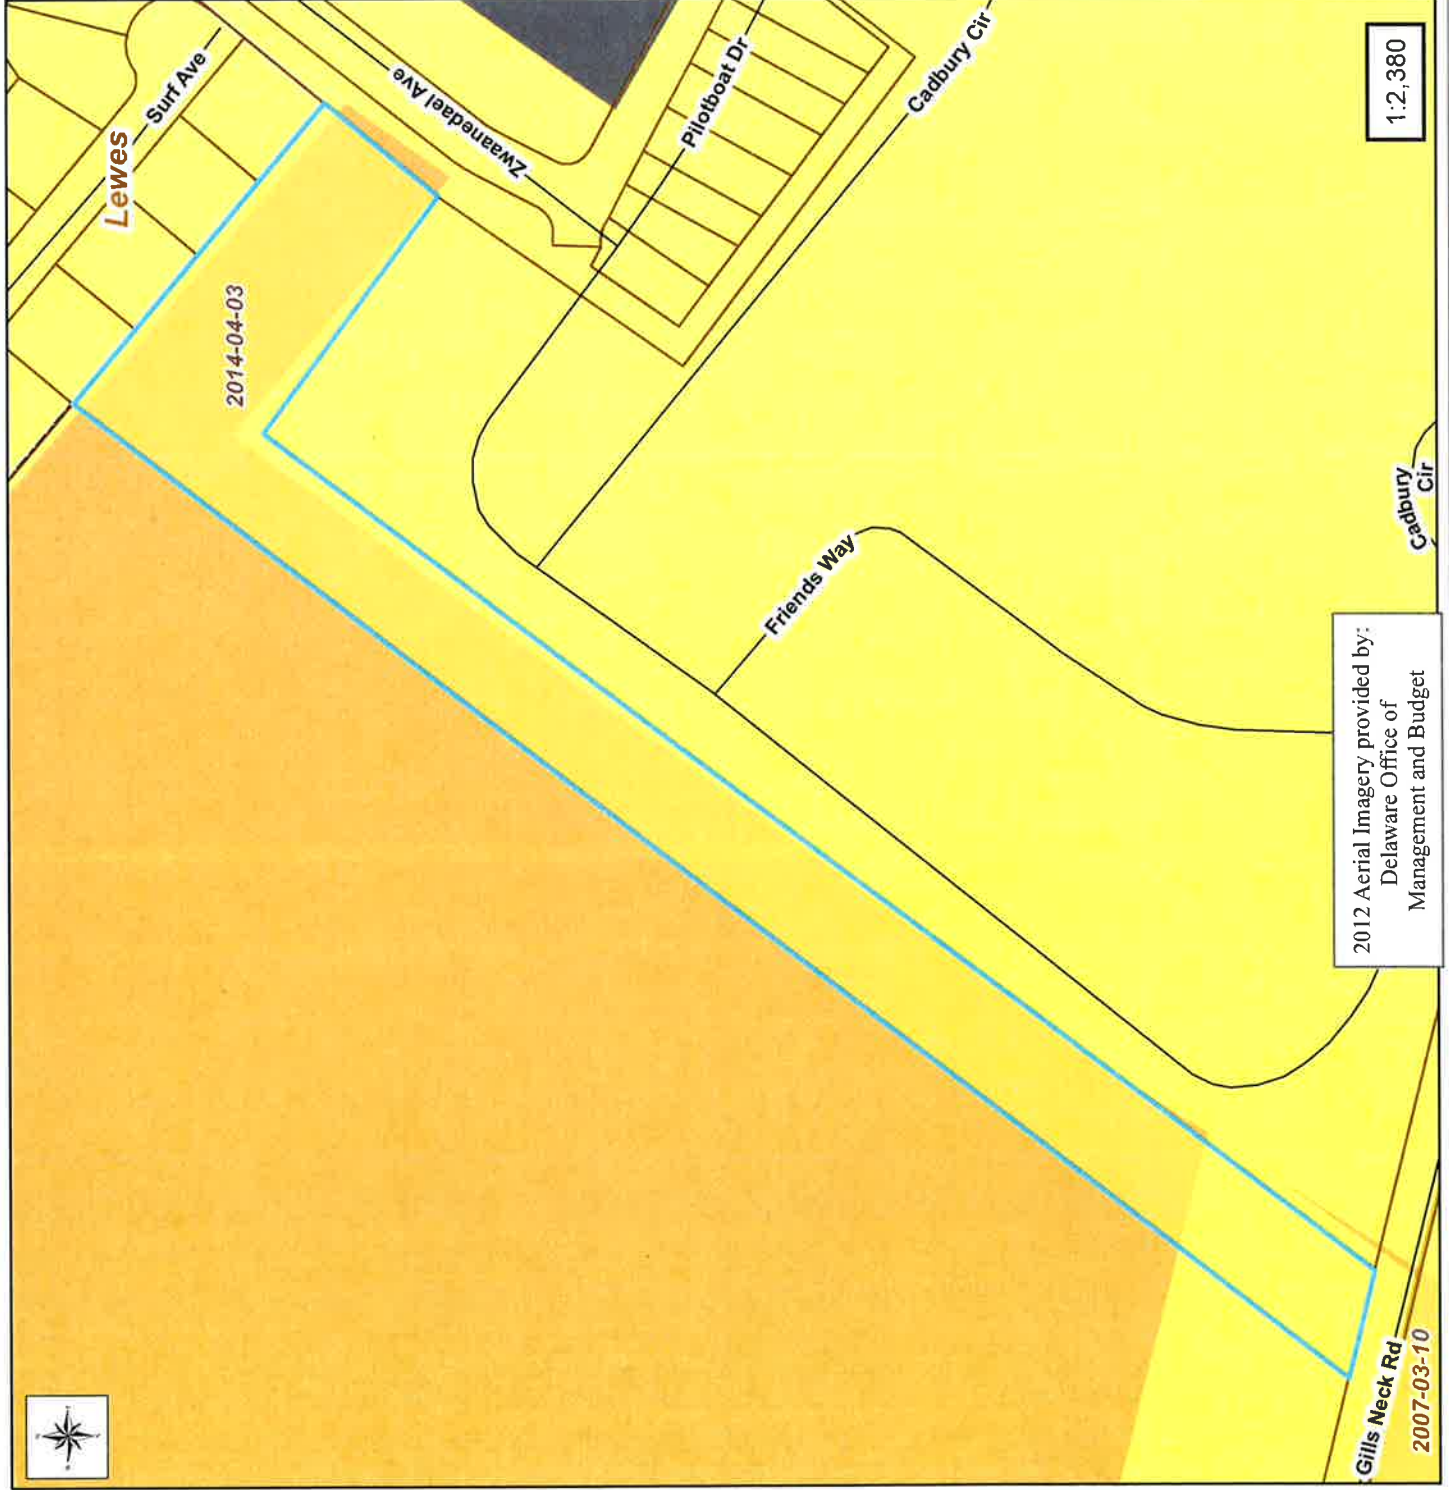 Surf Ave
Lewes
Zwaanedael Ave
Pilotboat Dr
Cadbury Cir
1:2,380
2014-04-03
Friends Way
Cadbury
Cir
2012 Aerial Imagery provided by:
Delaware Office of
Management and Budget
Gills Neck Rd
2007-03-10